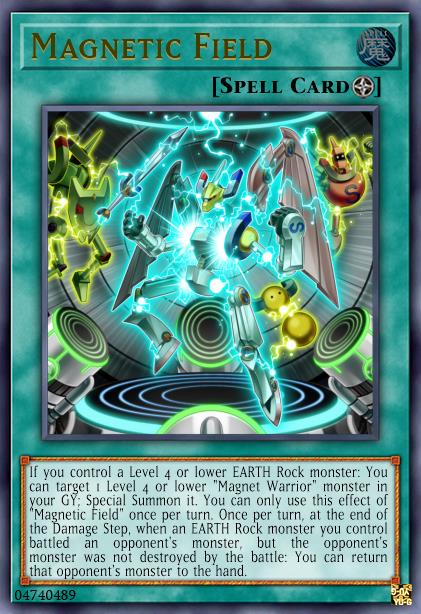 Magnetic Field
魔
[Spell Card]
If you control a Level 4 or lower EARTH Rock monster: You
can target 1 Level 4 or lower "Magnet Warrior" monster in
your GY; Special Summon it. You can only use this effect of
"Magnetic Field" once per turn. Once per turn, at the end of
the Damage Step, when an EARTH Rock monster you control
battled an opponent's monster, but the opponent's
monster was not destroyed by the battle: You can return
that opponent's monster to the hand.
04740489